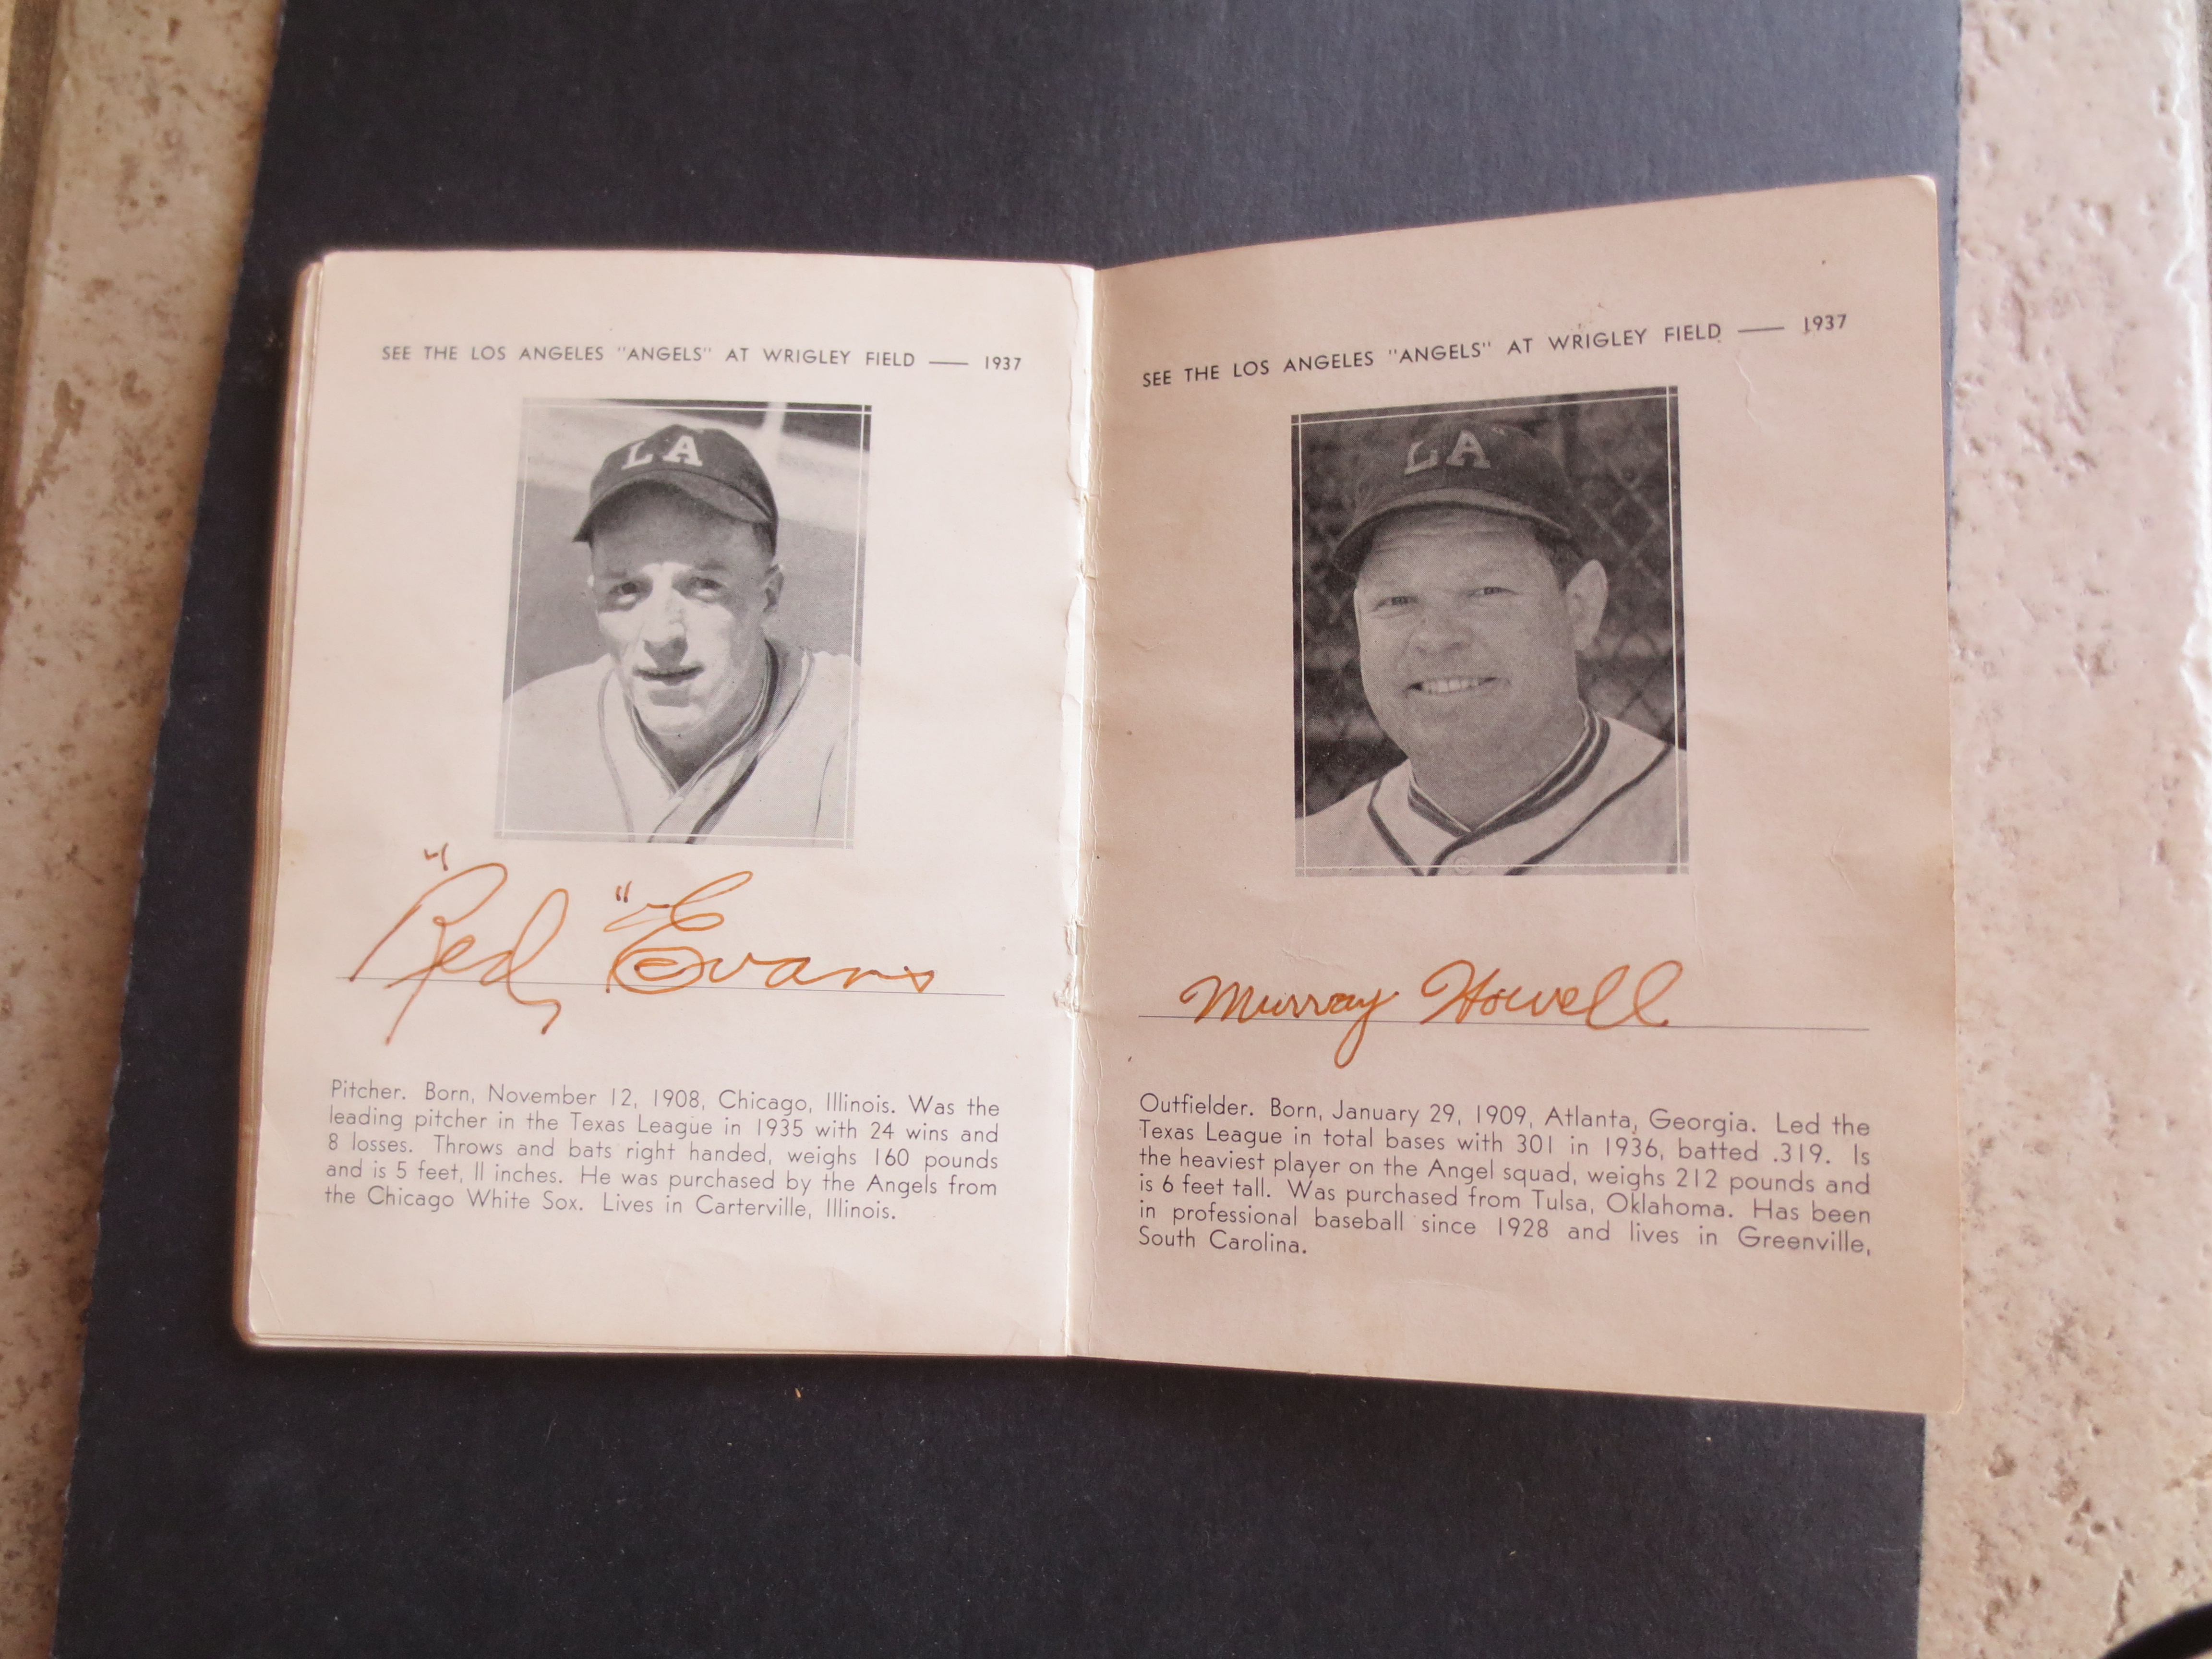 SEE THE LOS ANGELES "ANGELS" AT WRIGLEY FIELD —— 1937
LA
"Red" Evans
Pitcher. Born, November 12, 1908, Chicago, Illinois. Was the
leading pitcher in the Texas League in 1935 with 24 wins and
8 losses. Throws and bats right handed, weighs 160 pounds
and is 5 feet, 11 inches. He was purchased by the Angels from
the Chicago White Sox. Lives in Carterville, Illinois.
SEE THE LOS ANGELES "ANGELS" AT WRIGLEY FIELD —— 1937
LA
Murray Howell
Outfielder. Born, January 29, 1909, Atlanta, Georgia. Led the
Texas League in total bases with 301 in 1936, batted .319. Is
the heaviest player on the Angel squad, weighs 212 pounds and
is 6 feet tall. Was purchased from Tulsa, Oklahoma. Has been
in professional baseball since 1928 and lives in Greenville,
South Carolina.